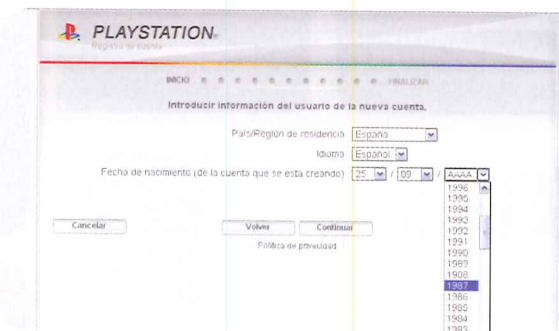 PLAYSTATION®
Registro de cuenta
INICIO FINALIZAR
Introducir información del usuario de la nueva cuenta.
País/Región de residencia España
Idioma Español
Fecha de nacimiento (de la cuenta que se está creando) 25 / 09 / AAAA
1996
1995
1994
1993
1992
1991
1990
1989
1988
1987
1986
1985
1984
1983
Cancelar Volver Continuar
Política de privacidad